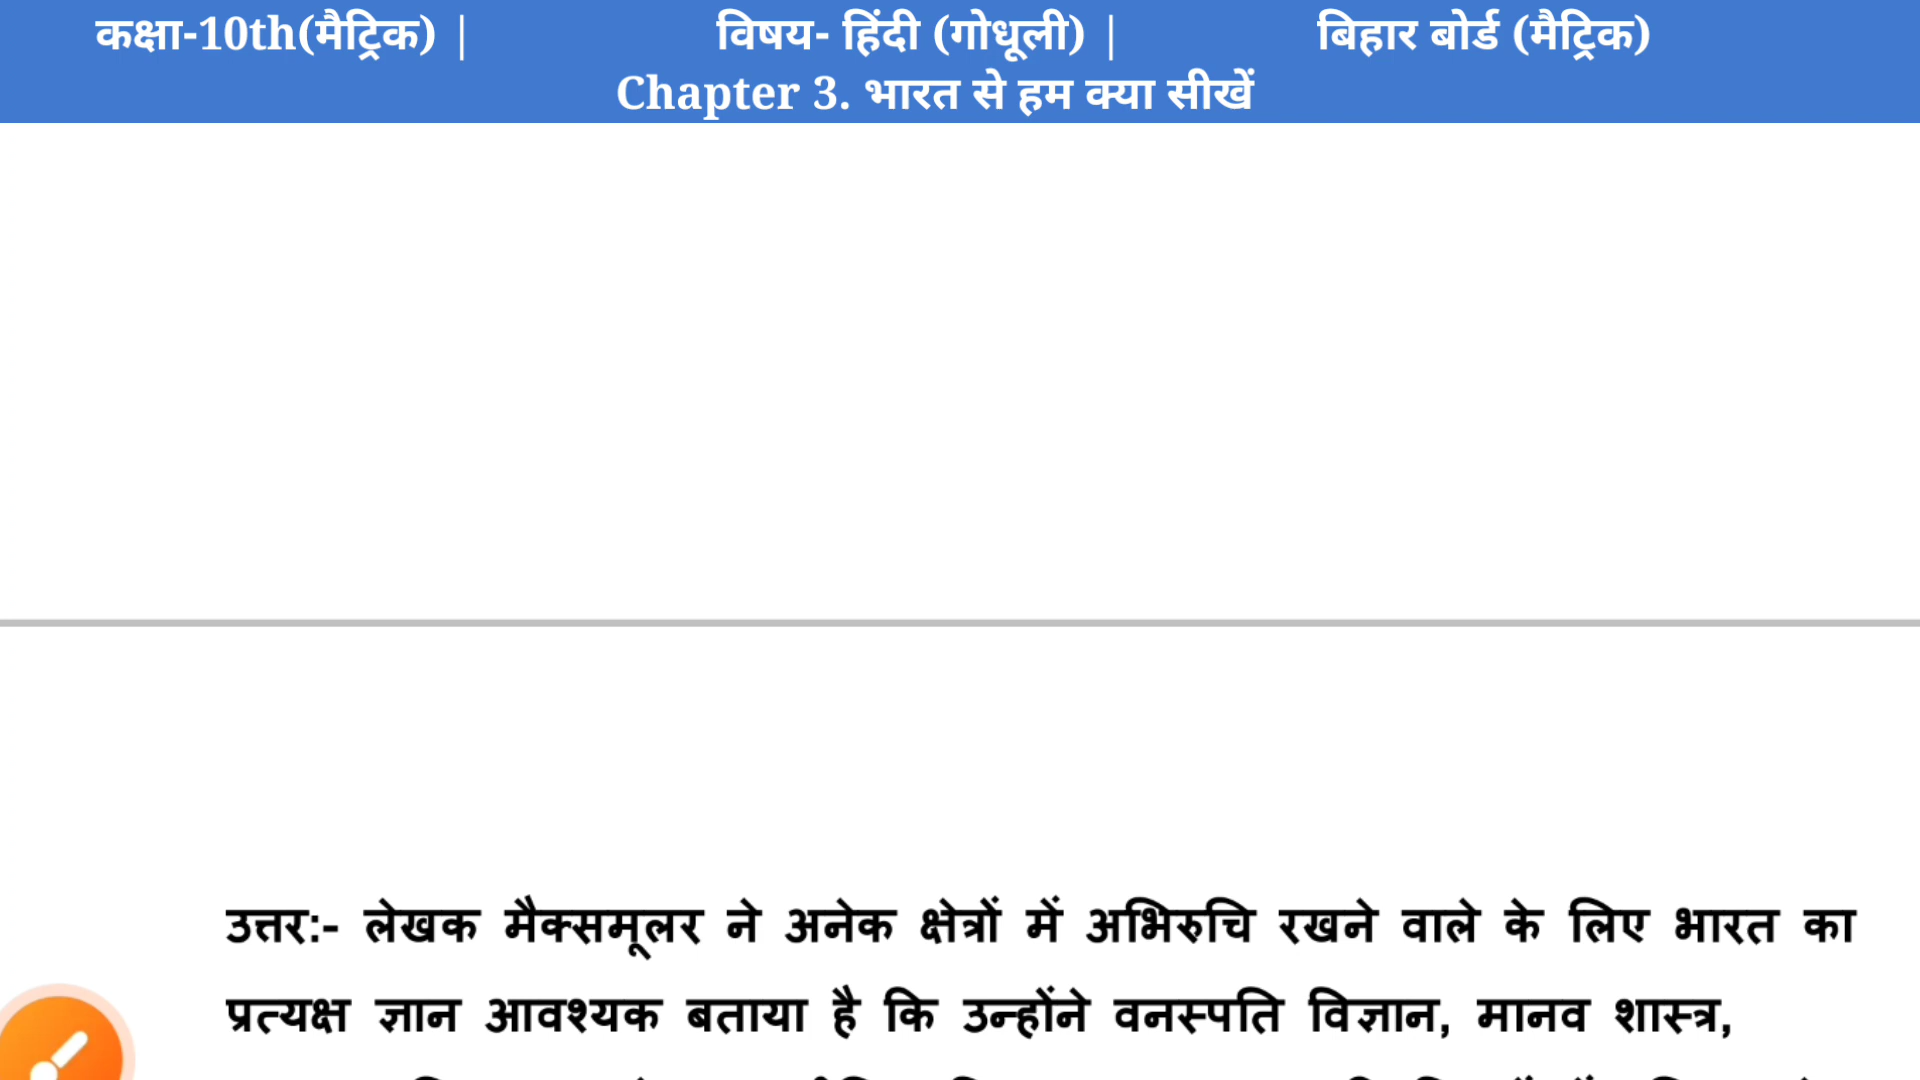 कक्षा-10th(मैट्रिक) | विषय- हिंदी (गोधूली) | बिहार बोर्ड (मैट्रिक)
Chapter 3. भारत से हम क्या सीखें
उत्तर:- लेखक मैक्समूलर ने अनेक क्षेत्रों में अभिरुचि रखने वाले के लिए भारत का
प्रत्यक्ष ज्ञान आवश्यक बताया है कि उन्होंने वनस्पति विज्ञान, मानव शास्त्र,